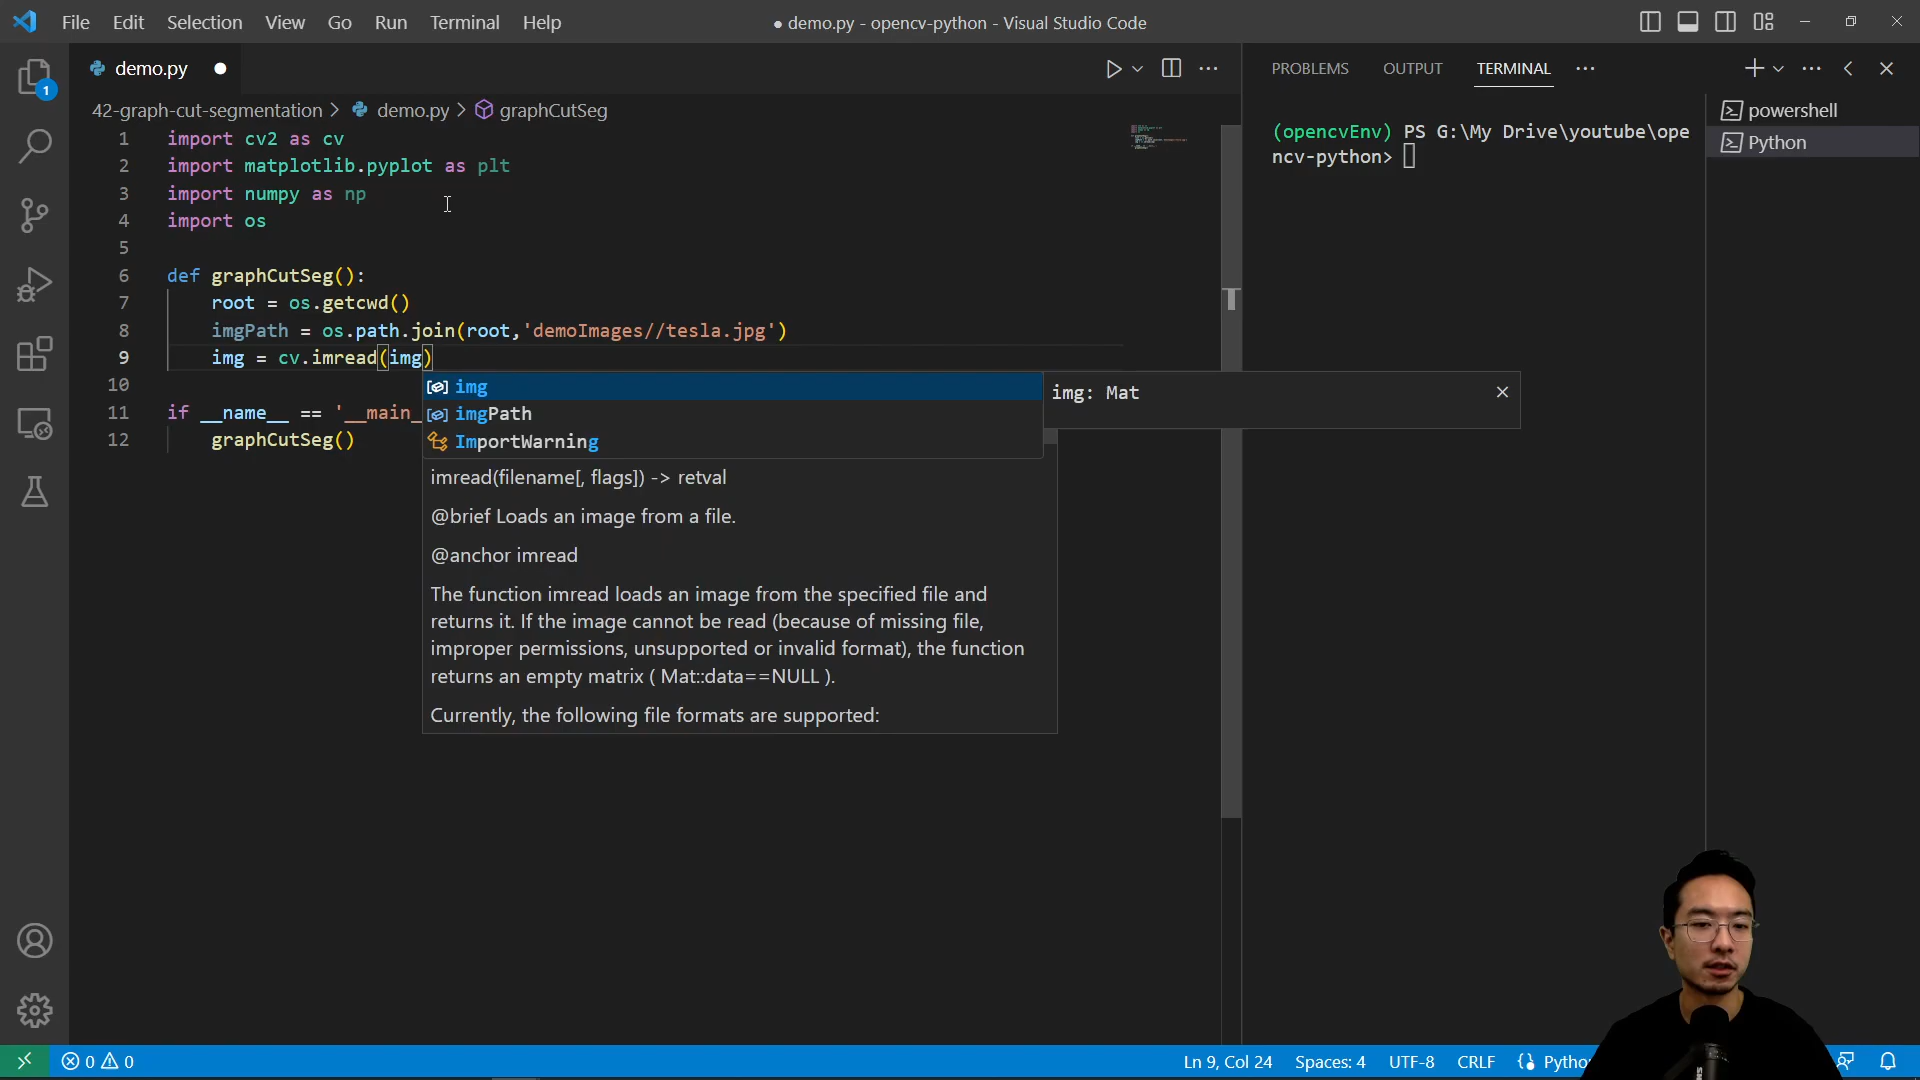 File Edit Selection View Go Run Terminal Help
● demo.py - opencv-python - Visual Studio Code
demo.py
PROBLEMS OUTPUT TERMINAL
1
42-graph-cut-segmentation > demo.py > graphCutSeg
1 import cv2 as cv
2 import matplotlib.pyplot as plt
3 import numpy as np
4 import os
5
6 def graphCutSeg():
7 root = os.getcwd()
8 imgPath = os.path.join(root,'demoImages//tesla.jpg')
9 img = cv.imread(img)
10
11 if __name__ == '__main_
12 graphCutSeg()
img
imgPath
ImportWarning
img: Mat
imread(filename[, flags]) -> retval
@brief Loads an image from a file.
@anchor imread
The function imread loads an image from the specified file and
returns it. If the image cannot be read (because of missing file,
improper permissions, unsupported or invalid format), the function
returns an empty matrix ( Mat::data==NULL ).
Currently, the following file formats are supported:
(opencvEnv) PS G:\My Drive\youtube\ope
ncv-python>
powershell
Python
0 0
Ln 9, Col 24 Spaces: 4 UTF-8 CRLF